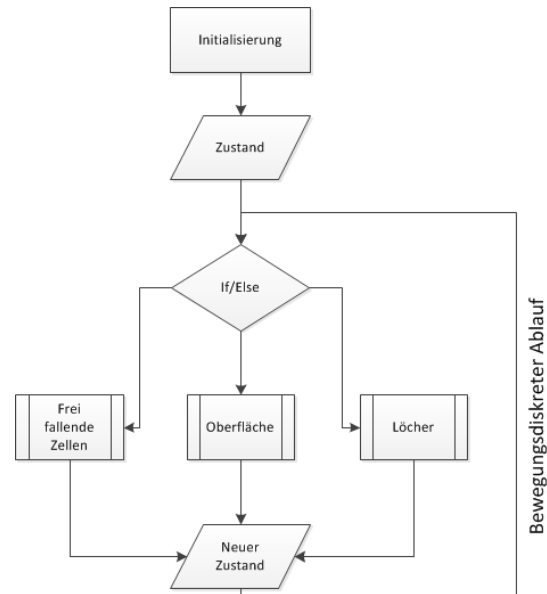 Initialisierung
Zustand
If/Else
Frei
fallende
Zellen
Oberfläche
Löcher
Neuer
Zustand
Bewegungsdiskreter Ablauf